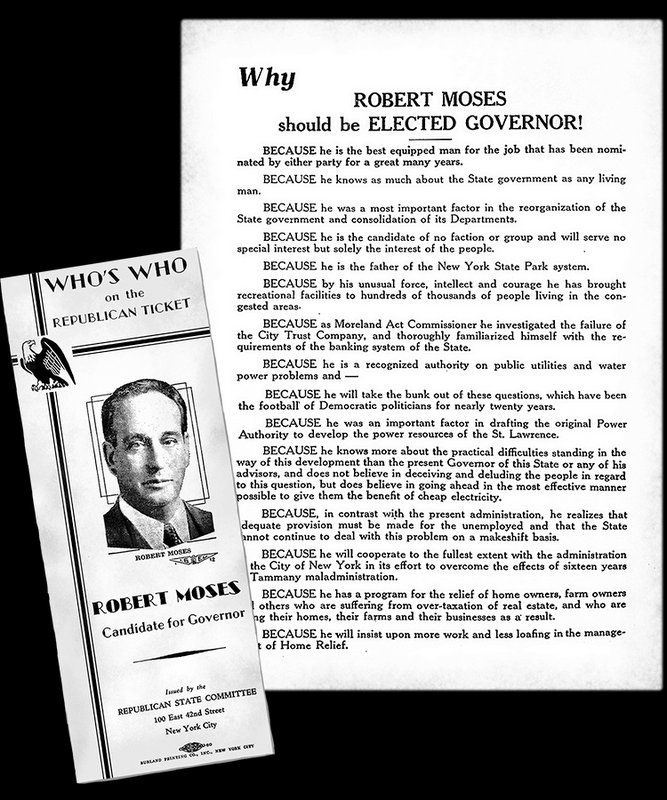 Why
ROBERT MOSES
should be ELECTED GOVERNOR!
BECAUSE he is the best equipped man for the job that has been nomi-
nated by either party for a great many years.
BECAUSE he knows as much about the State government as any living
man.
BECAUSE he was a most important factor in the reorganization of the
State government and consolidation of its Departments.
BECAUSE he is the candidate of no faction or group and will serve no
special interest but solely the interest of the people.
BECAUSE he is the father of the New York State Park system.
BECAUSE by his unusual force, intellect and courage he has brought
recreational facilities to hundreds of thousands of people living in the con-
gested areas.
BECAUSE as Moreland Act Commissioner he investigated the failure of
the City Trust Company, and thoroughly familiarized himself with the re-
quirements of the banking system of the State.
BECAUSE he is a recognized authority on public utilities and water
power problems and —
BECAUSE he will take the bunk out of these questions, which have been
the football of Democratic politicians for nearly twenty years.
BECAUSE he was an important factor in drafting the original Power
Authority to develop the power resources of the St. Lawrence.
BECAUSE he knows more about the practical difficulties standing in the
way of this development than the present Governor of this State or any of his
advisors, and does not believe in deceiving and deluding the people in regard
to this question, but does believe in going ahead in the most effective manner
possible to give them the benefit of cheap electricity.
BECAUSE, in contrast with the present administration, he realizes that
dequate provision must be made for the unemployed and that the State
annot continue to deal with this problem on a makeshift basis.
BECAUSE he will cooperate to the fullest extent with the administration
the City of New York in its effort to overcome the effects of sixteen years
Tammany maladministration.
BECAUSE he has a program for the relief of home owners, farm owners
others who are suffering from over-taxation of real estate, and who are
ng their homes, their farms and their businesses as a result.
BECAUSE he will insist upon more work and less loafing in the manage-
t of Home Relief.
WHO'S WHO
on the
REPUBLICAN TICKET
ROBERT MOSES
ROBERT MOSES
Candidate for Governor
Issued by the
REPUBLICAN STATE COMMITTEE
100 East 42nd Street
New York City
BURLAND PRINTING CO., INC., NEW YORK CITY